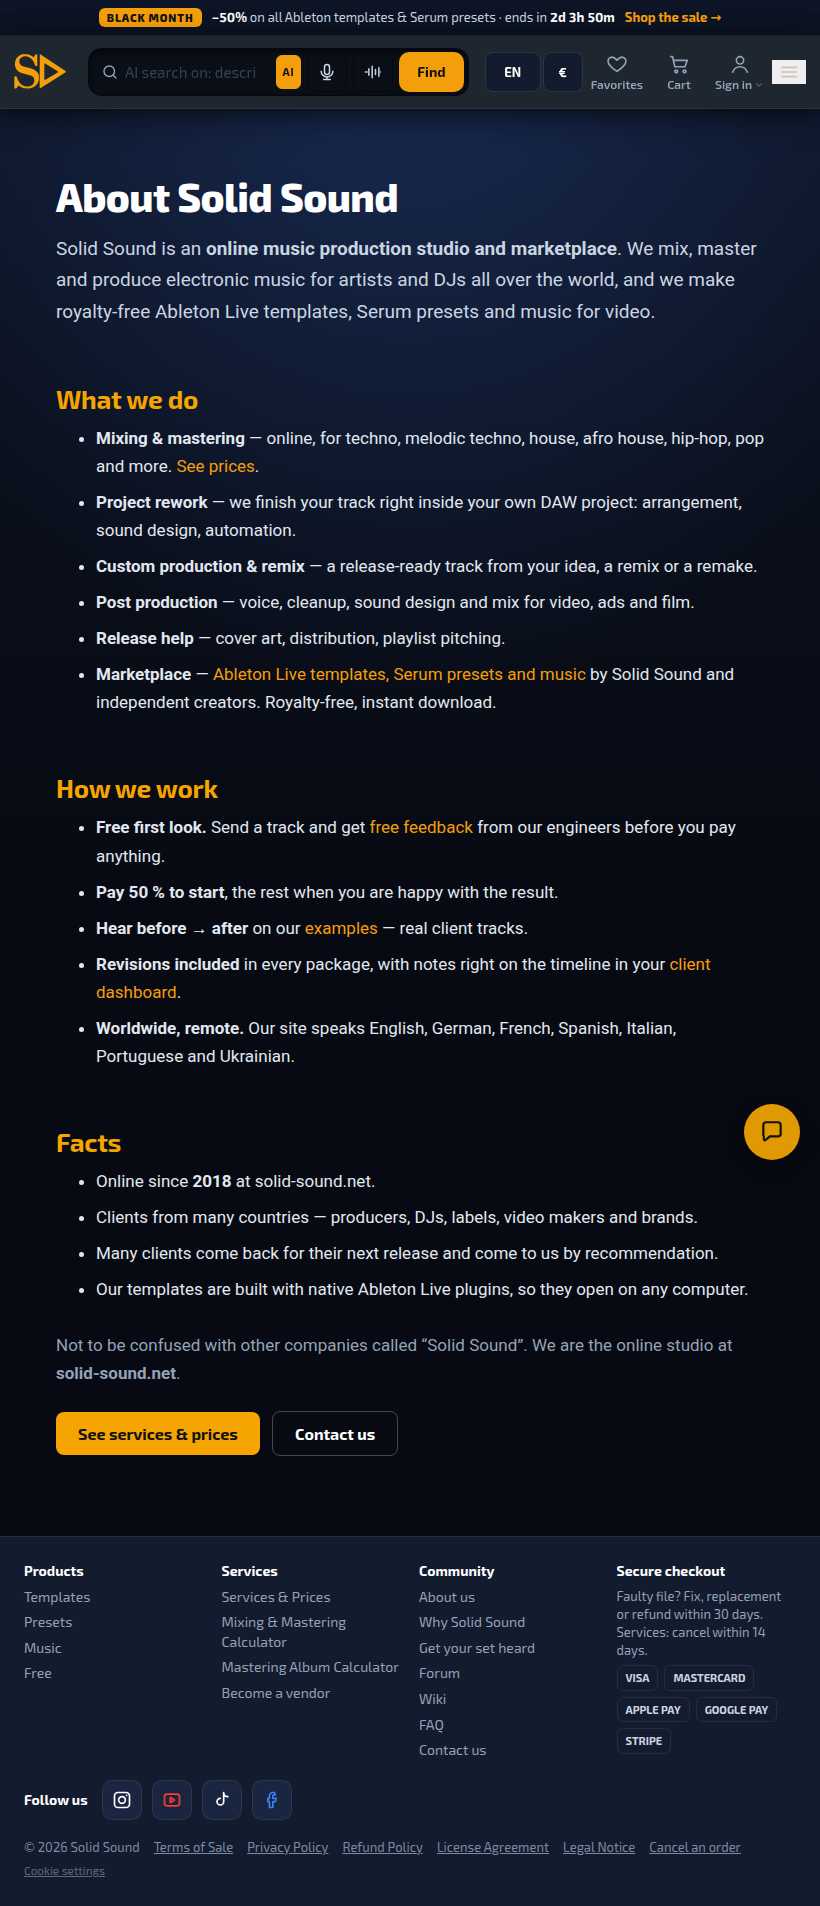 BLACK MONTH −50% on all Ableton templates & Serum presets · ends in 2d 3h 50m Shop the sale →
S AI search on: descri AI Find EN € Favorites Cart Sign in
About Solid Sound
Solid Sound is an online music production studio and marketplace. We mix, master
and produce electronic music for artists and DJs all over the world, and we make
royalty-free Ableton Live templates, Serum presets and music for video.
What we do
• Mixing & mastering — online, for techno, melodic techno, house, afro house, hip-hop, pop
and more. See prices.
• Project rework — we finish your track right inside your own DAW project: arrangement,
sound design, automation.
• Custom production & remix — a release-ready track from your idea, a remix or a remake.
• Post production — voice, cleanup, sound design and mix for video, ads and film.
• Release help — cover art, distribution, playlist pitching.
• Marketplace — Ableton Live templates, Serum presets and music by Solid Sound and
independent creators. Royalty-free, instant download.
How we work
• Free first look. Send a track and get free feedback from our engineers before you pay
anything.
• Pay 50 % to start, the rest when you are happy with the result.
• Hear before → after on our examples — real client tracks.
• Revisions included in every package, with notes right on the timeline in your client
dashboard.
• Worldwide, remote. Our site speaks English, German, French, Spanish, Italian,
Portuguese and Ukrainian.
Facts
• Online since 2018 at solid-sound.net.
• Clients from many countries — producers, DJs, labels, video makers and brands.
• Many clients come back for their next release and come to us by recommendation.
• Our templates are built with native Ableton Live plugins, so they open on any computer.
Not to be confused with other companies called “Solid Sound”. We are the online studio at
solid-sound.net.
See services & prices Contact us
Products
Templates
Presets
Music
Free
Services
Services & Prices
Mixing & Mastering
Calculator
Mastering Album Calculator
Become a vendor
Community
About us
Why Solid Sound
Get your set heard
Forum
Wiki
FAQ
Contact us
Secure checkout
Faulty file? Fix, replacement
or refund within 30 days.
Services: cancel within 14
days.
VISA MASTERCARD
APPLE PAY GOOGLE PAY
STRIPE
Follow us
© 2026 Solid Sound Terms of Sale Privacy Policy Refund Policy License Agreement Legal Notice Cancel an order
Cookie settings